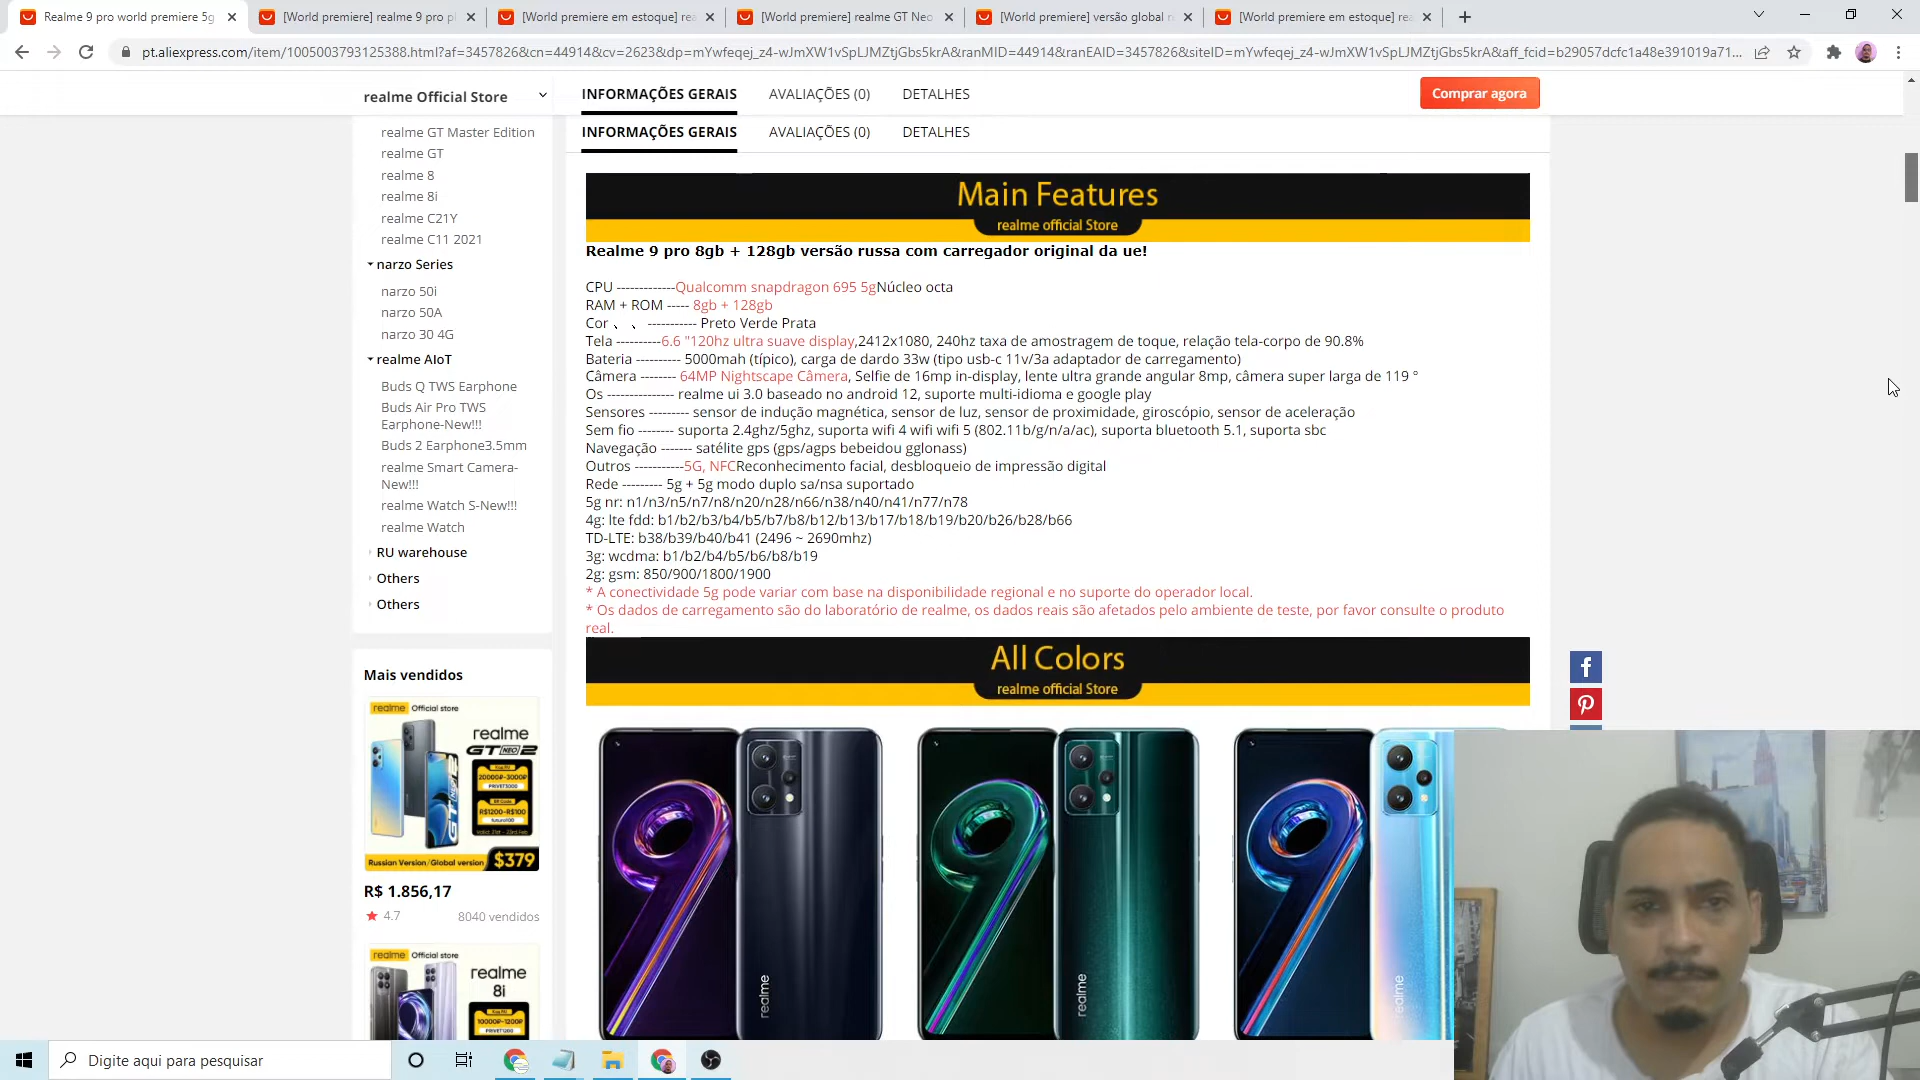 Realme 9 pro world premiere 5g
[World premiere] realme 9 pro pl
[World premiere em estoque] rea
[World premiere] realme GT Neo
[World premiere] versão global r
[World premiere em estoque] rea
pt.aliexpress.com/item/1005003793125388.html?af=3457826&cn=44914&cv=2623&dp=mYwfeqej_z4-wJmXW1vSpLJMZtjGbs5krA&ranMID=44914&ranEAID=3457826&siteID=mYwfeqej_z4-wJmXW1vSpLJMZtjGbs5krA&aff_fcid=b29057dcfc1a48e391019a71...
realme Official Store
INFORMAÇÕES GERAIS
AVALIAÇÕES (0)
DETALHES
Comprar agora
INFORMAÇÕES GERAIS
AVALIAÇÕES (0)
DETALHES
realme GT Master Edition
realme GT
realme 8
realme 8i
realme C21Y
realme C11 2021
narzo Series
narzo 50i
narzo 50A
narzo 30 4G
realme AIoT
Buds Q TWS Earphone
Buds Air Pro TWS
Earphone-New!!!
Buds 2 Earphone3.5mm
realme Smart Camera-
New!!!
realme Watch S-New!!!
realme Watch
RU warehouse
Others
Others
Mais vendidos
realme Official store
realme
GT NEO 2
20000₽-3000₽
PRIVET3000
R$1200-R$100
Russian Version/Global version $379
R$ 1.856,17
4.7
8040 vendidos
realme Official store
realme
8i
10000₽-1200₽
PRIVET1200
Main Features
realme official Store
Realme 9 pro 8gb + 128gb versão russa com carregador original da ue!
CPU -------------Qualcomm snapdragon 695 5gNúcleo octa
RAM + ROM ----- 8gb + 128gb
Cor 、 、 ----------- Preto Verde Prata
Tela ----------6.6 "120hz ultra suave display,2412x1080, 240hz taxa de amostragem de toque, relação tela-corpo de 90.8%
Bateria ---------- 5000mah (típico), carga de dardo 33w (tipo usb-c 11v/3a adaptador de carregamento)
Câmera -------- 64MP Nightscape Câmera, Selfie de 16mp in-display, lente ultra grande angular 8mp, câmera super larga de 119 °
Os --------------- realme ui 3.0 baseado no android 12, suporte multi-idioma e google play
Sensores --------- sensor de indução magnética, sensor de luz, sensor de proximidade, giroscópio, sensor de aceleração
Sem fio -------- suporta 2.4ghz/5ghz, suporta wifi 4 wifi wifi 5 (802.11b/g/n/a/ac), suporta bluetooth 5.1, suporta sbc
Navegação ------- satélite gps (gps/agps bebeidou gglonass)
Outros -----------5G, NFCReconhecimento facial, desbloqueio de impressão digital
Rede --------- 5g + 5g modo duplo sa/nsa suportado
5g nr: n1/n3/n5/n7/n8/n20/n28/n66/n38/n40/n41/n77/n78
4g: lte fdd: b1/b2/b3/b4/b5/b7/b8/b12/b13/b17/b18/b19/b20/b26/b28/b66
TD-LTE: b38/b39/b40/b41 (2496 ~ 2690mhz)
3g: wcdma: b1/b2/b4/b5/b6/b8/b19
2g: gsm: 850/900/1800/1900
* A conectividade 5g pode variar com base na disponibilidade regional e no suporte do operador local.
* Os dados de carregamento são do laboratório de realme, os dados reais são afetados pelo ambiente de teste, por favor consulte o produto
real.
All Colors
realme official Store
realme
realme
realme
Digite aqui para pesquisar